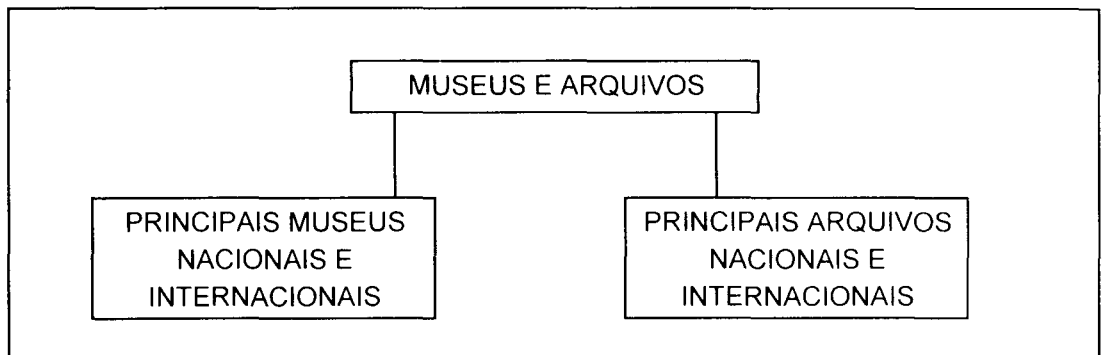 MUSEUS E ARQUIVOS
PRINCIPAIS MUSEUS
NACIONAIS E
INTERNACIONAIS
PRINCIPAIS ARQUIVOS
NACIONAIS E
INTERNACIONAIS